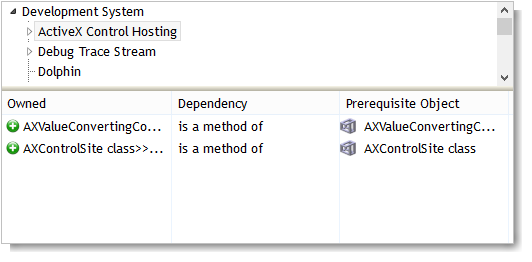 Development System
ActiveX Control Hosting
Debug Trace Stream
Dolphin
Owned Dependency Prerequisite Object
AXValueConvertingCo... is a method of AXValueConvertingC...
AXControlSite class>>... is a method of AXControlSite class